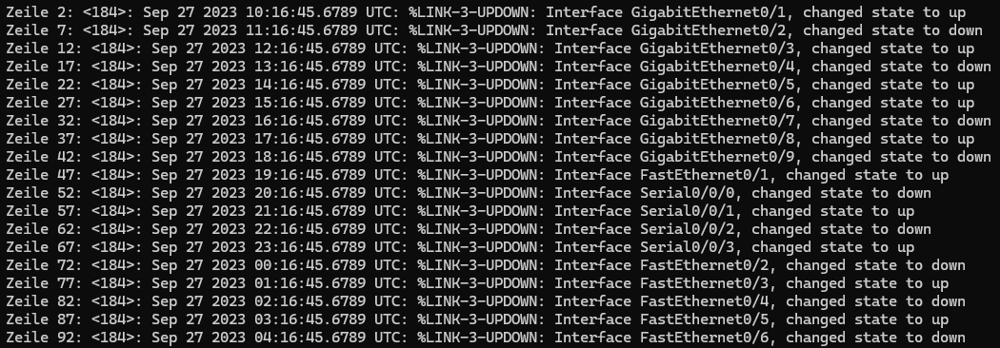 Zeile 2: <184>: Sep 27 2023 10:16:45.6789 UTC: %LINK-3-UPDOWN: Interface GigabitEthernet0/1, changed state to up
Zeile 7: <184>: Sep 27 2023 11:16:45.6789 UTC: %LINK-3-UPDOWN: Interface GigabitEthernet0/2, changed state to down
Zeile 12: <184>: Sep 27 2023 12:16:45.6789 UTC: %LINK-3-UPDOWN: Interface GigabitEthernet0/3, changed state to up
Zeile 17: <184>: Sep 27 2023 13:16:45.6789 UTC: %LINK-3-UPDOWN: Interface GigabitEthernet0/4, changed state to down
Zeile 22: <184>: Sep 27 2023 14:16:45.6789 UTC: %LINK-3-UPDOWN: Interface GigabitEthernet0/5, changed state to up
Zeile 27: <184>: Sep 27 2023 15:16:45.6789 UTC: %LINK-3-UPDOWN: Interface GigabitEthernet0/6, changed state to up
Zeile 32: <184>: Sep 27 2023 16:16:45.6789 UTC: %LINK-3-UPDOWN: Interface GigabitEthernet0/7, changed state to down
Zeile 37: <184>: Sep 27 2023 17:16:45.6789 UTC: %LINK-3-UPDOWN: Interface GigabitEthernet0/8, changed state to up
Zeile 42: <184>: Sep 27 2023 18:16:45.6789 UTC: %LINK-3-UPDOWN: Interface GigabitEthernet0/9, changed state to down
Zeile 47: <184>: Sep 27 2023 19:16:45.6789 UTC: %LINK-3-UPDOWN: Interface FastEthernet0/1, changed state to up
Zeile 52: <184>: Sep 27 2023 20:16:45.6789 UTC: %LINK-3-UPDOWN: Interface Serial0/0/0, changed state to down
Zeile 57: <184>: Sep 27 2023 21:16:45.6789 UTC: %LINK-3-UPDOWN: Interface Serial0/0/1, changed state to up
Zeile 62: <184>: Sep 27 2023 22:16:45.6789 UTC: %LINK-3-UPDOWN: Interface Serial0/0/2, changed state to down
Zeile 67: <184>: Sep 27 2023 23:16:45.6789 UTC: %LINK-3-UPDOWN: Interface Serial0/0/3, changed state to up
Zeile 72: <184>: Sep 27 2023 00:16:45.6789 UTC: %LINK-3-UPDOWN: Interface FastEthernet0/2, changed state to down
Zeile 77: <184>: Sep 27 2023 01:16:45.6789 UTC: %LINK-3-UPDOWN: Interface FastEthernet0/3, changed state to up
Zeile 82: <184>: Sep 27 2023 02:16:45.6789 UTC: %LINK-3-UPDOWN: Interface FastEthernet0/4, changed state to down
Zeile 87: <184>: Sep 27 2023 03:16:45.6789 UTC: %LINK-3-UPDOWN: Interface FastEthernet0/5, changed state to up
Zeile 92: <184>: Sep 27 2023 04:16:45.6789 UTC: %LINK-3-UPDOWN: Interface FastEthernet0/6, changed state to down